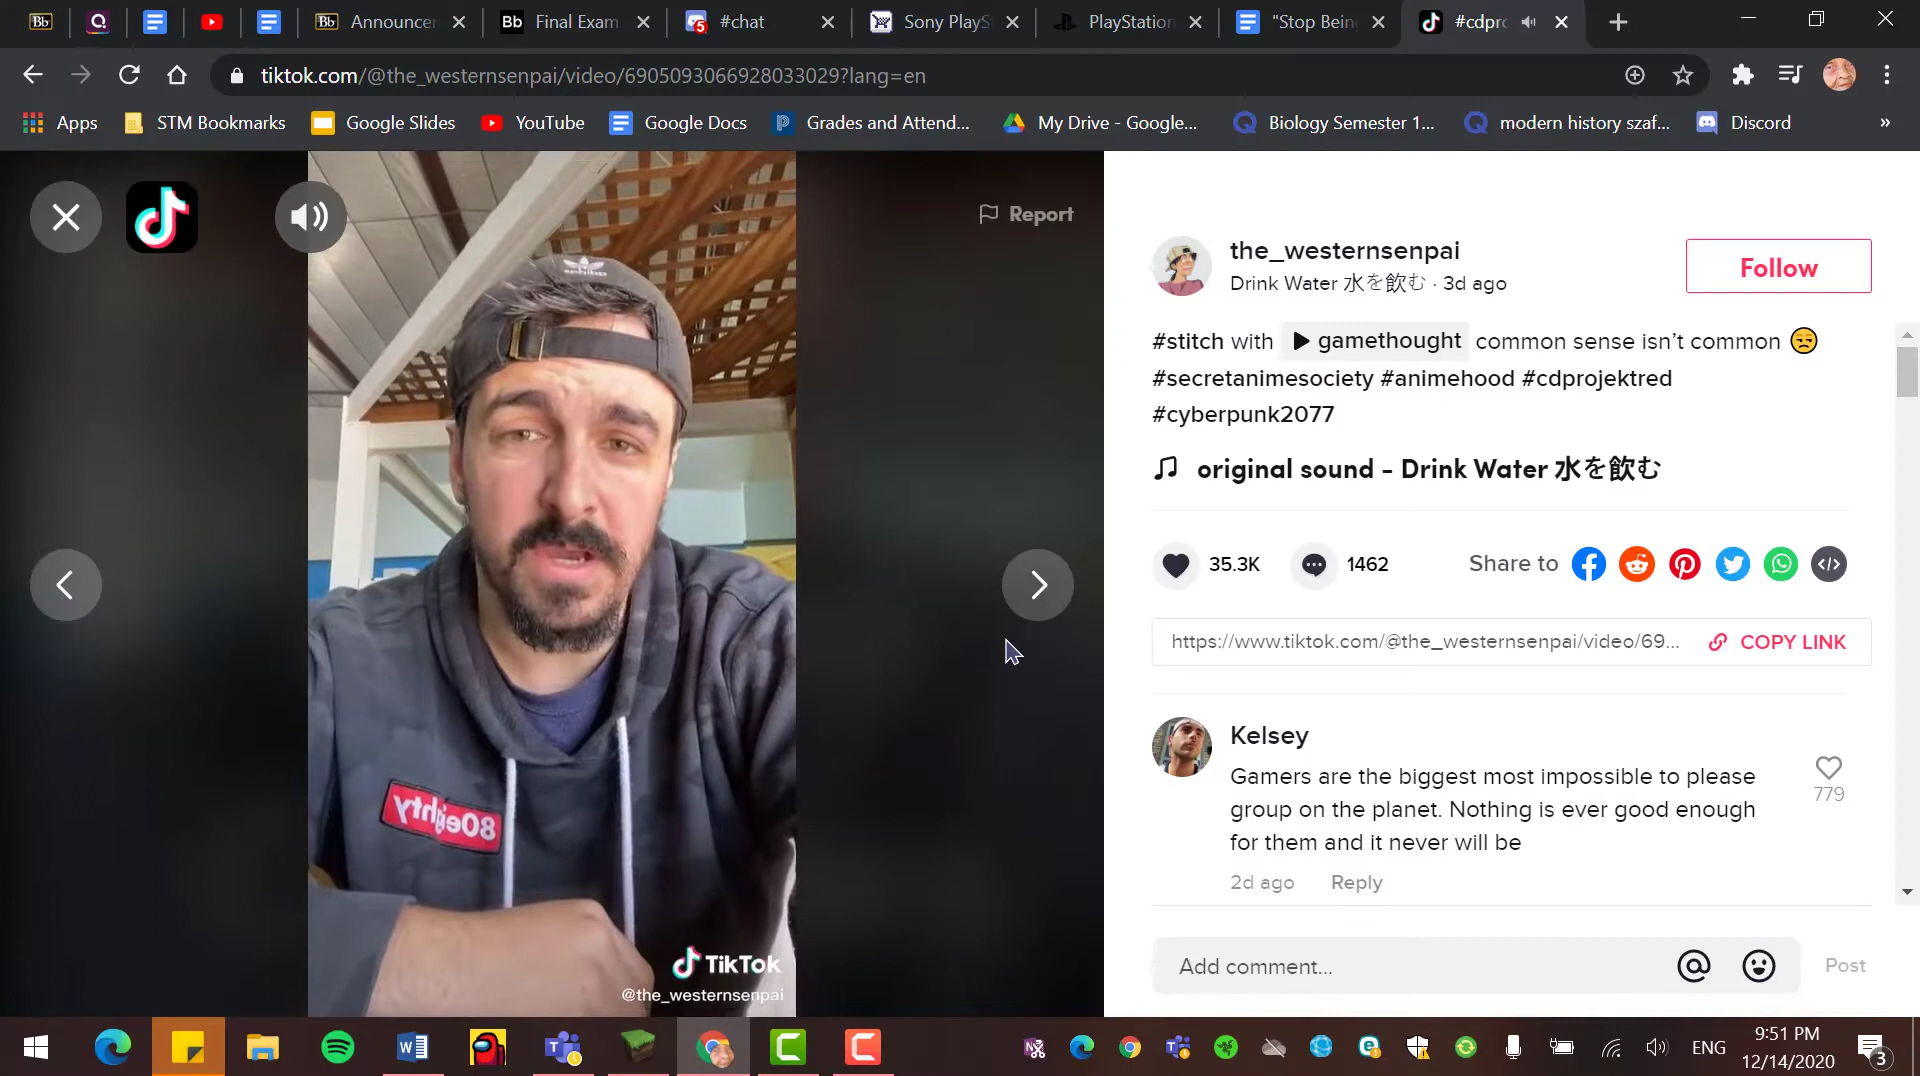 Announcer
Final Exam
#chat
Sony PlayS
PlayStation
"Stop Bein
#cdpro
tiktok.com/@the_westernsenpai/video/6905093066928033029?lang=en
Apps
STM Bookmarks
Google Slides
YouTube
Google Docs
Grades and Attend...
My Drive - Google...
Biology Semester 1...
modern history szaf...
Discord
»
Report
80eighty
TikTok
@the_westernsenpai
the_westernsenpai
Drink Water 水を飲む · 3d ago
Follow
#stitch with gamethought common sense isn't common 😒
#secretanimesociety #animehood #cdprojektred
#cyberpunk2077
original sound - Drink Water 水を飲む
35.3K
1462
Share to
https://www.tiktok.com/@the_westernsenpai/video/69...
COPY LINK
Kelsey
Gamers are the biggest most impossible to please
group on the planet. Nothing is ever good enough
for them and it never will be
779
2d ago
Reply
Add comment...
Post
ENG
9:51 PM
12/14/2020
3